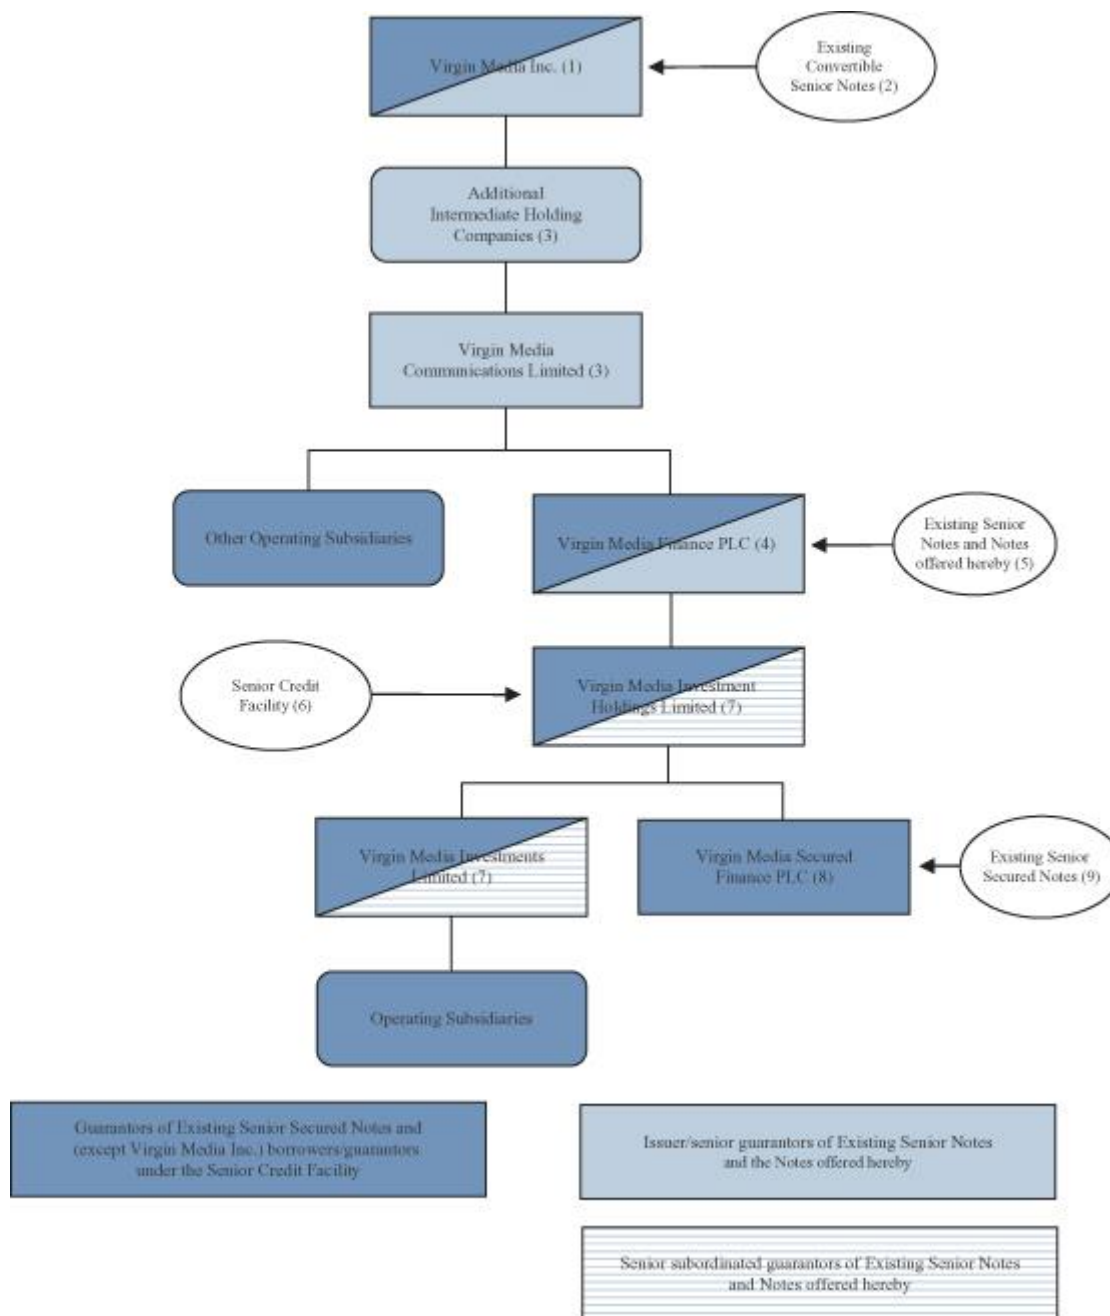 Virgin Media Inc. (1)
Existing
Convertible
Senior Notes (2)
Additional
Intermediate Holding
Companies (3)
Virgin Media
Communications Limited (3)
Other Operating Subsidiaries
Virgin Media Finance PLC (4)
Existing Senior
Notes and Notes
offered hereby (5)
Senior Credit
Facility (6)
Virgin Media Investment
Holdings Limited (7)
Virgin Media Investments
Limited (7)
Virgin Media Secured
Finance PLC (8)
Existing Senior
Secured Notes (9)
Operating Subsidiaries
Guarantors of Existing Senior Secured Notes and
(except Virgin Media Inc.) borrowers/guarantors
under the Senior Credit Facility
Issuer/senior guarantors of Existing Senior Notes
and the Notes offered hereby
Senior subordinated guarantors of Existing Senior Notes
and Notes offered hereby